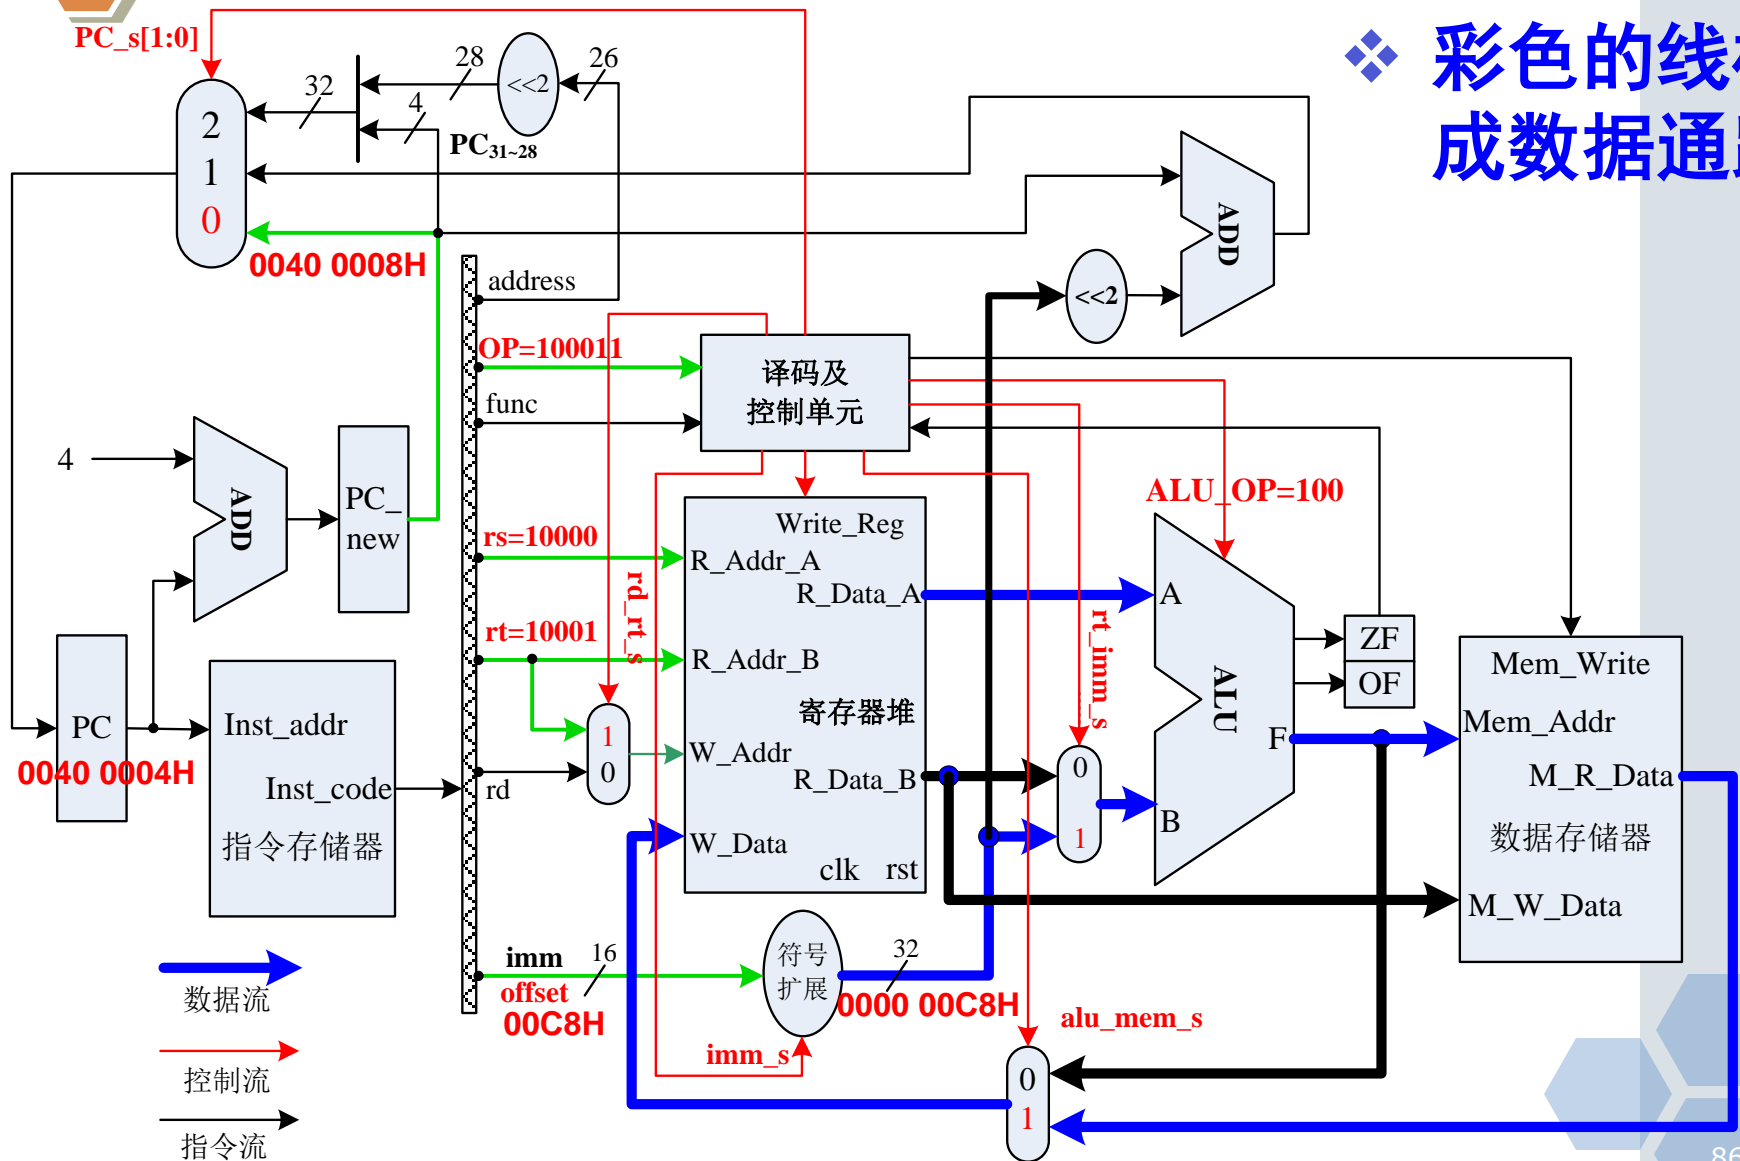 PC_s[1:0]
彩色的线
成数据通
28
<<2
26
32
4
PC31~28
2
1
0
0040 0008H
ADD
address
<<2
OP=100011
译码及
控制单元
func
4
ADD
PC_
new
ALU_OP=100
Write_Reg
rs=10000
R_Addr_A
R_Data_A
A
rd_rt_s
rt_imm_s
rt=10001
R_Addr_B
ZF
OF
Mem_Write
寄存器堆
ALU
PC
Inst_addr
1
0
W_Addr
F
Mem_Addr
0040 0004H
Inst_code
rd
R_Data_B
0
1
M_R_Data
指令存储器
W_Data
B
数据存储器
clk rst
M_W_Data
imm
16
符号
扩展
32
offset
00C8H
0000 00C8H
数据流
alu_mem_s
imm_s
控制流
0
1
指令流
86